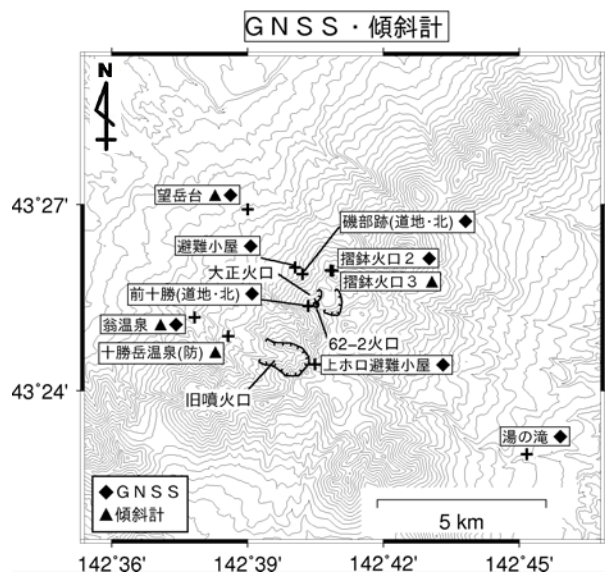 GNSS・傾斜計
N
望岳台▲◆
43°27'
磯部跡(道地・北)◆
避難小屋◆
摺鉢火口2◆
大正火口
摺鉢火口3▲
前十勝(道地・北)◆
翁温泉▲◆
62-2火口
十勝岳温泉(防)▲
上ホロ避難小屋◆
43°24'
旧噴火口
湯の滝◆
◆GNSS
▲傾斜計
5 km
142°36' 142°39' 142°42' 142°45'